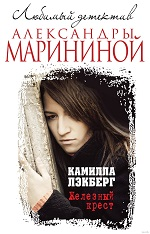 Любимый детектив
АЛЕКСАНДРЫ
МАРИНИНОЙ
КАМИЛЛА
ЛЭКБЕРГ
Железный
крест